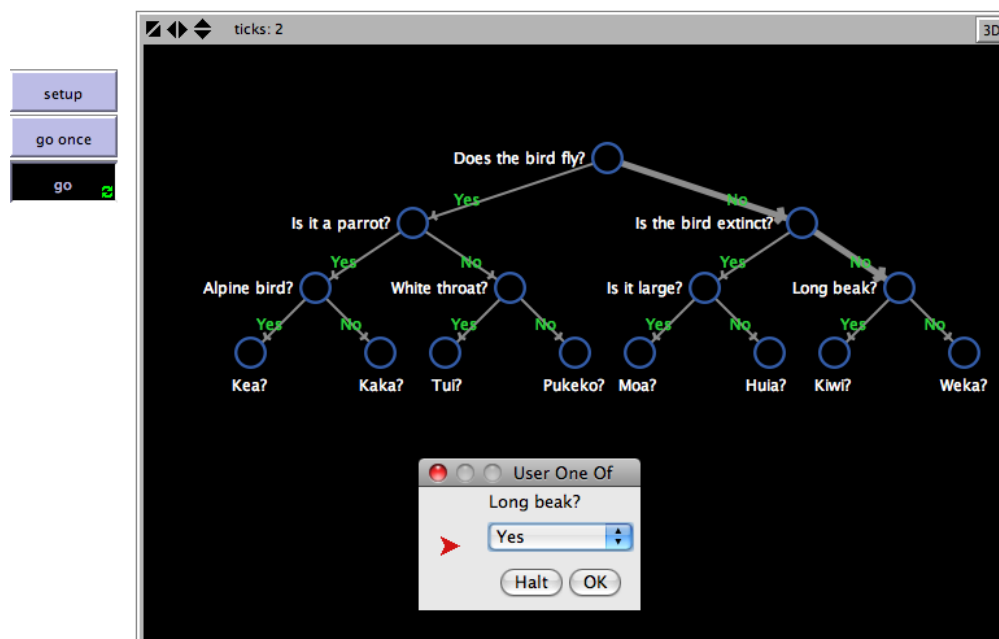 ticks: 2
3D
setup
go once
go
Does the bird fly?
Yes
No
Is it a parrot?
Is the bird extinct?
Yes
No
Yes
No
Alpine bird?
White throat?
Is it large?
Long beak?
Yes
No
Yes
No
Yes
No
Yes
No
Kea?
Kaka?
Tui?
Pukeko?
Moa?
Huia?
Kiwi?
Weka?
User One Of
Long beak?
Yes
Halt
OK